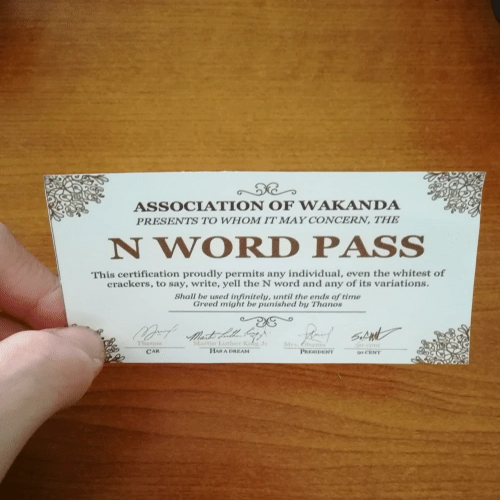 ASSOCIATION OF WAKANDA
PRESENTS TO WHOM IT MAY CONCERN, THE
N WORD PASS
This certification proudly permits any individual, even the whitest of
crackers, to say, write, yell the N word and any of its variations.
Shall be used infinitely, until the ends of time
Greed might be punished by Thanos
Martin Luther King Jr
CAR HAS A DREAM PRESIDENT 50 CENT